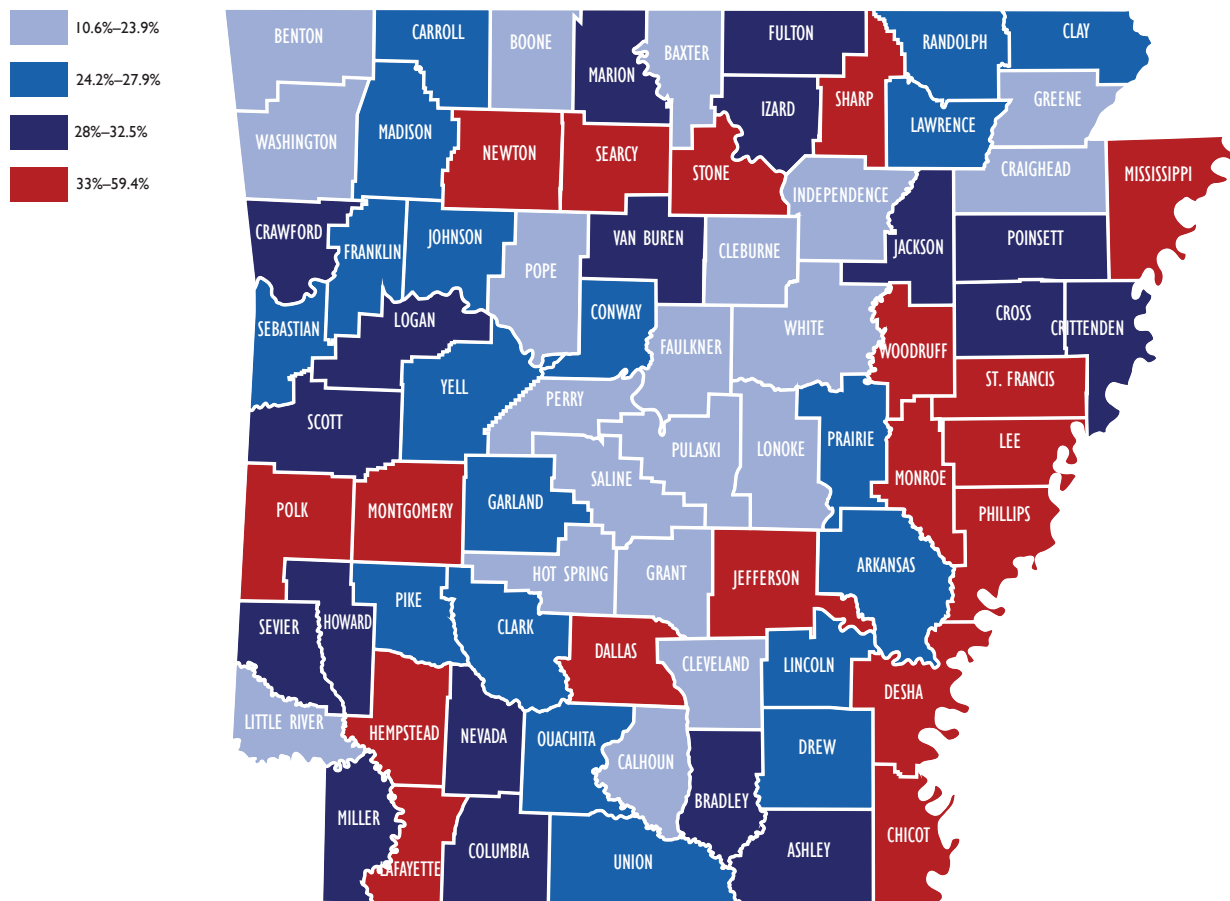 10.6%–23.9%
24.2%–27.9%
28%–32.5%
33%–59.4%
BENTON
CARROLL
BOONE
MARION
BAXTER
FULTON
RANDOLPH
CLAY
IZARD
SHARP
GREENE
WASHINGTON
MADISON
NEWTON
SEARCY
STONE
LAWRENCE
INDEPENDENCE
CRAIGHEAD
MISSISSIPPI
CRAWFORD
FRANKLIN
JOHNSON
POPE
VAN BUREN
CLEBURNE
JACKSON
POINSETT
SEBASTIAN
LOGAN
CONWAY
FAULKNER
WHITE
WOODRUFF
CROSS
CRITTENDEN
SCOTT
YELL
PERRY
ST. FRANCIS
SALINE
PULASKI
LONOKE
PRAIRIE
LEE
MONROE
POLK
MONTGOMERY
GARLAND
PHILLIPS
HOT SPRING
GRANT
JEFFERSON
ARKANSAS
SEVIER
HOWARD
PIKE
CLARK
DALLAS
CLEVELAND
LINCOLN
DESHA
LITTLE RIVER
HEMPSTEAD
NEVADA
OUACHITA
CALHOUN
BRADLEY
DREW
MILLER
LAFAYETTE
COLUMBIA
UNION
ASHLEY
CHICOT